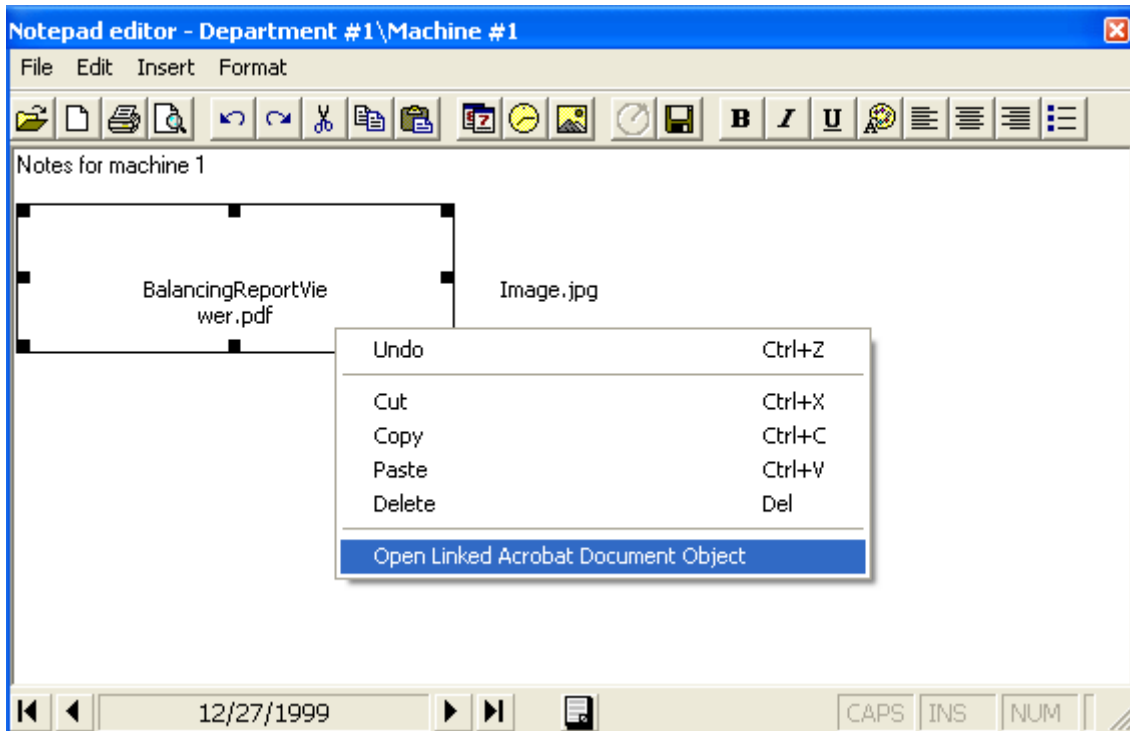 Notepad editor - Department #1\Machine #1
File Edit Insert Format
B I U
Notes for machine 1
BalancingReportVie
wer.pdf
Image.jpg
Undo Ctrl+Z
Cut Ctrl+X
Copy Ctrl+C
Paste Ctrl+V
Delete Del
Open Linked Acrobat Document Object
12/27/1999
CAPS INS NUM